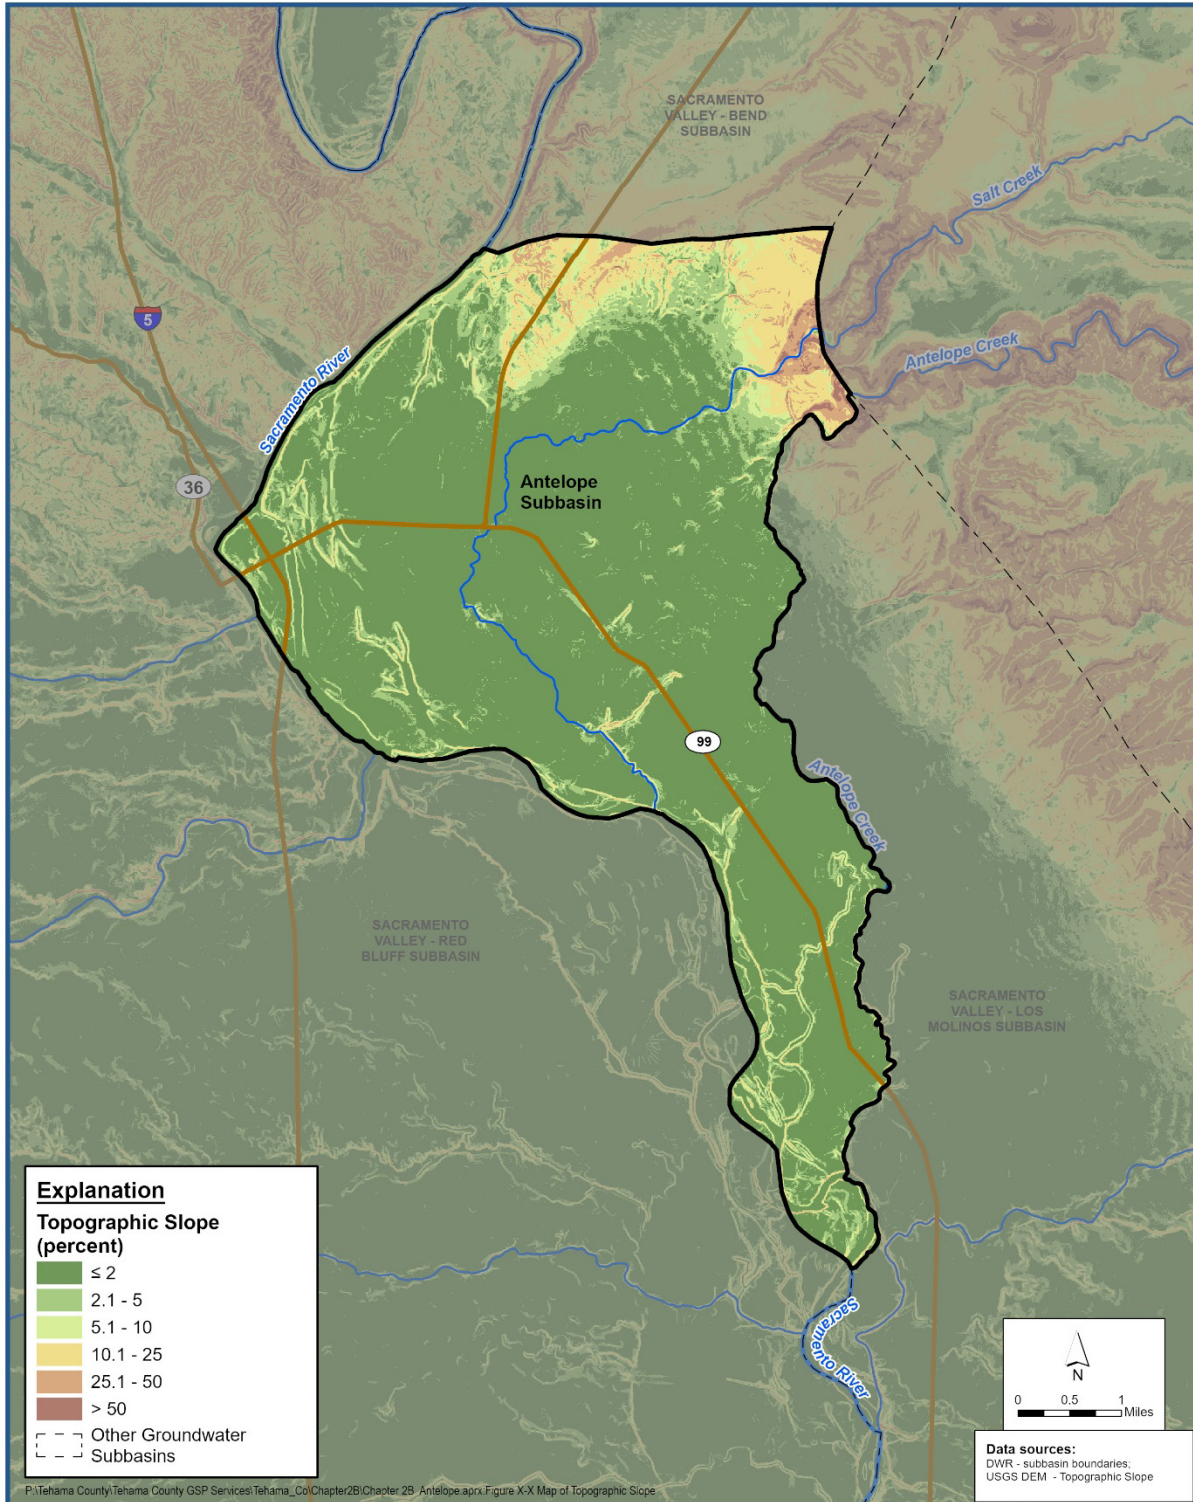 SACRAMENTO
VALLEY - BEND
SUBBASIN
Salt Creek
5
Antelope Creek
Sacramento River
36
Antelope
Subbasin
99
Antelope Creek
SACRAMENTO
VALLEY - RED
BLUFF SUBBASIN
SACRAMENTO
VALLEY - LOS
MOLINOS SUBBASIN
Sacramento River
Explanation
Topographic Slope
(percent)
≤ 2
2.1 - 5
5.1 - 10
10.1 - 25
25.1 - 50
> 50
Other Groundwater
Subbasins
N
0 0.5 1
Miles
Data sources:
DWR - subbasin boundaries;
USGS DEM - Topographic Slope
P:\Tehama County\Tehama County GSP Services\Tehama_Co\Chapter2B\Chapter 2B_Antelope.aprx Figure X-X Map of Topographic Slope